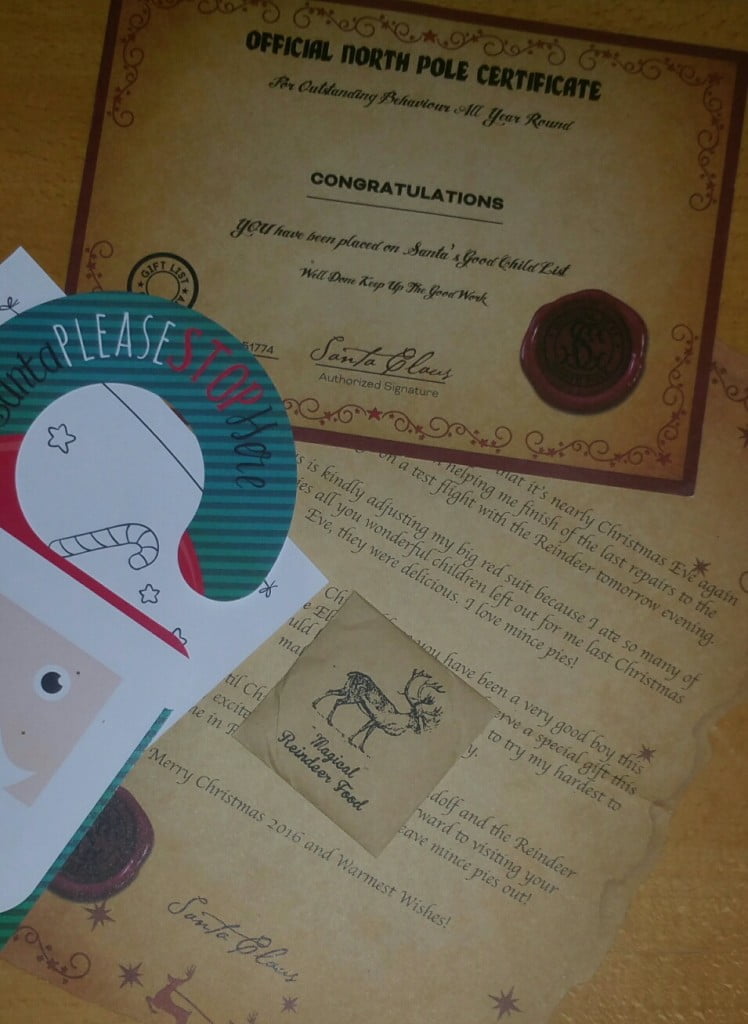 OFFICIAL NORTH POLE CERTIFICATE
For Outstanding Behaviour All Year Round
CONGRATULATIONS
YOU have been placed on Santa's Good Child List
Well Done Keep Up The Good Work
GIFT LIST
51774
Santa Claus
Authorized Signature
Santa PLEASE STOP Here
that it's nearly Christmas Eve again
helping me finish of the last repairs to the
on a test flight with the Reindeer tomorrow evening.
is kindly adjusting my big red suit because I ate so many of
all you wonderful children left out for me last Christmas
Eve, they were delicious. I love mince pies!
you have been a very good boy this
a special gift this
to try my hardest to
and the Reindeer
to visiting your
mince pies out!
Merry Christmas 2016 and Warmest Wishes!
Santa Claus
Magical
Reindeer Food